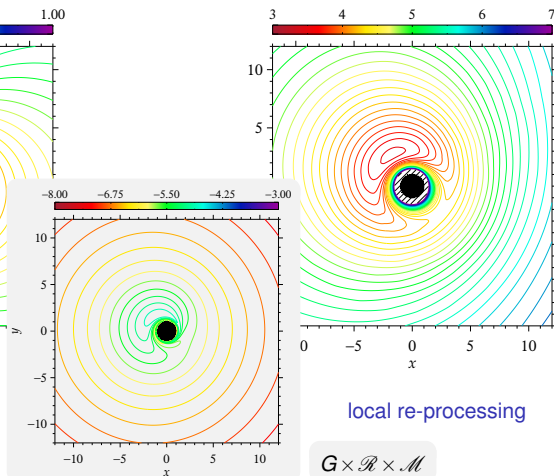 1.00
3 4 5 6 7
10
5
0 −5 0 5 10
x
−8.00 −6.75 −5.50 −4.25 −3.00
10
5
0
−5
−10
y
−10 −5 0 5 10
x
local re-processing
G × ℛ × ℳ